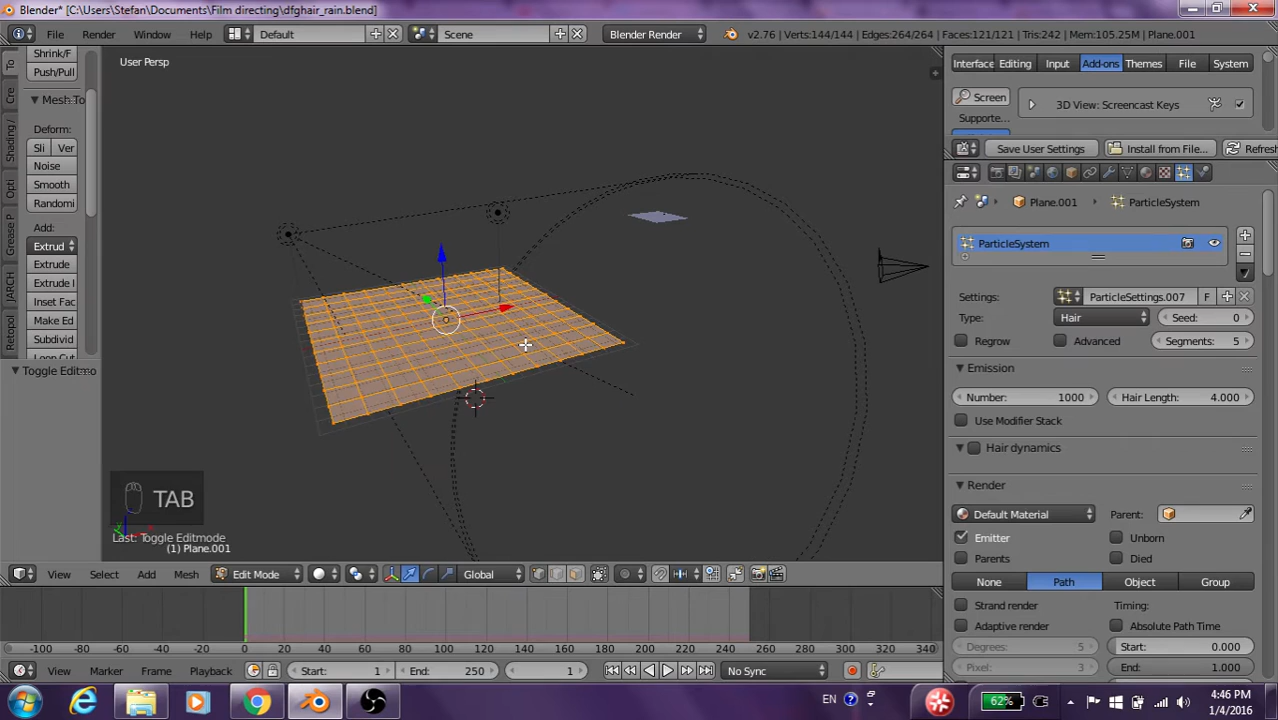 Blender* [C:\Users\Stefan\Documents\Film directing\dfghair_rain.blend]
File Render Window Help Default Scene Blender Render v2.76 | Verts:144/144 | Edges:264/264 | Faces:121/121 | Tris:242 | Mem:105.25M | Plane.001
Shrink/F
Push/Pull
Mesh To
Deform:
Sli Ver
Noise
Smooth
Randomi
Add:
Extrud
Extrude
Extrude I
Inset Fac
Make Ed
Subdivid
Loop Cut
Toggle Editmo
To
Cre
Shading /
Opti
Grease P
JARCH
Retopol
User Persp
TAB
Last: Toggle Editmode
(1) Plane.001
View Select Add Mesh Edit Mode Global
-100 -80 -60 -40 -20 0 20 40 60 80 100 120 140 160 180 200 220 240 260 280 300 320 340
View Marker Frame Playback Start: 1 End: 250 1 No Sync
Interface Editing Input Add-ons Themes File System
Screen
3D View: Screencast Keys
Supporte...
Save User Settings Install from File... Refresh
Plane.001 ParticleSystem
ParticleSystem
Settings: ParticleSettings.007 F
Type: Hair Seed: 0
Regrow Advanced Segments: 5
Emission
Number: 1000 Hair Length: 4.000
Use Modifier Stack
Hair dynamics
Render
Default Material Parent:
Emitter Unborn
Parents Died
None Path Object Group
Strand render Timing:
Adaptive render Absolute Path Time
Degrees: 5 Start: 0.000
Pixel: 3 End: 1.000
EN 62% 4:46 PM
1/4/2016